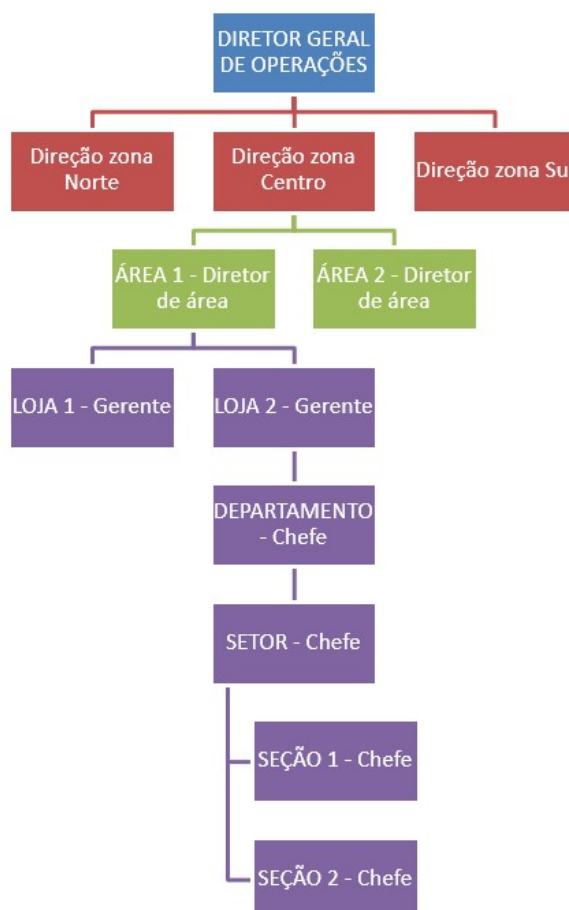 DIRETOR GERAL
DE OPERAÇÕES
Direção zona
Norte
Direção zona
Centro
Direção zona Su
ÁREA 1 - Diretor
de área
ÁREA 2 - Diretor
de área
LOJA 1 - Gerente
LOJA 2 - Gerente
DEPARTAMENTO
- Chefe
SETOR - Chefe
SEÇÃO 1 - Chefe
SEÇÃO 2 - Chefe